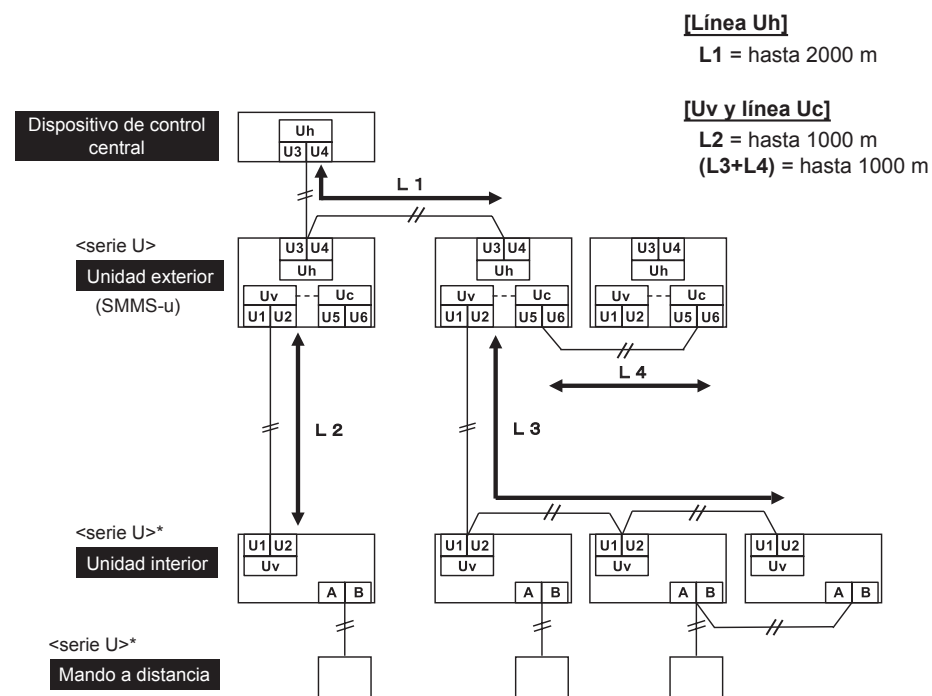 [Línea Uh]
L1 = hasta 2000 m
[Uv y línea Uc]
L2 = hasta 1000 m
(L3+L4) = hasta 1000 m
Dispositivo de control
central
Uh
U3 U4
L 1
<serie U>
Unidad exterior
(SMMS-u)
U3 U4
Uh
Uv Uc
U1 U2 U5 U6
U3 U4
Uh
Uv Uc
U1 U2 U5 U6
U3 U4
Uh
Uv Uc
U1 U2 U5 U6
L 4
L 2
L 3
<serie U>*
Unidad interior
U1 U2
Uv
A B
U1 U2
Uv
A B
U1 U2
Uv
A B
U1 U2
Uv
A B
<serie U>*
Mando a distancia